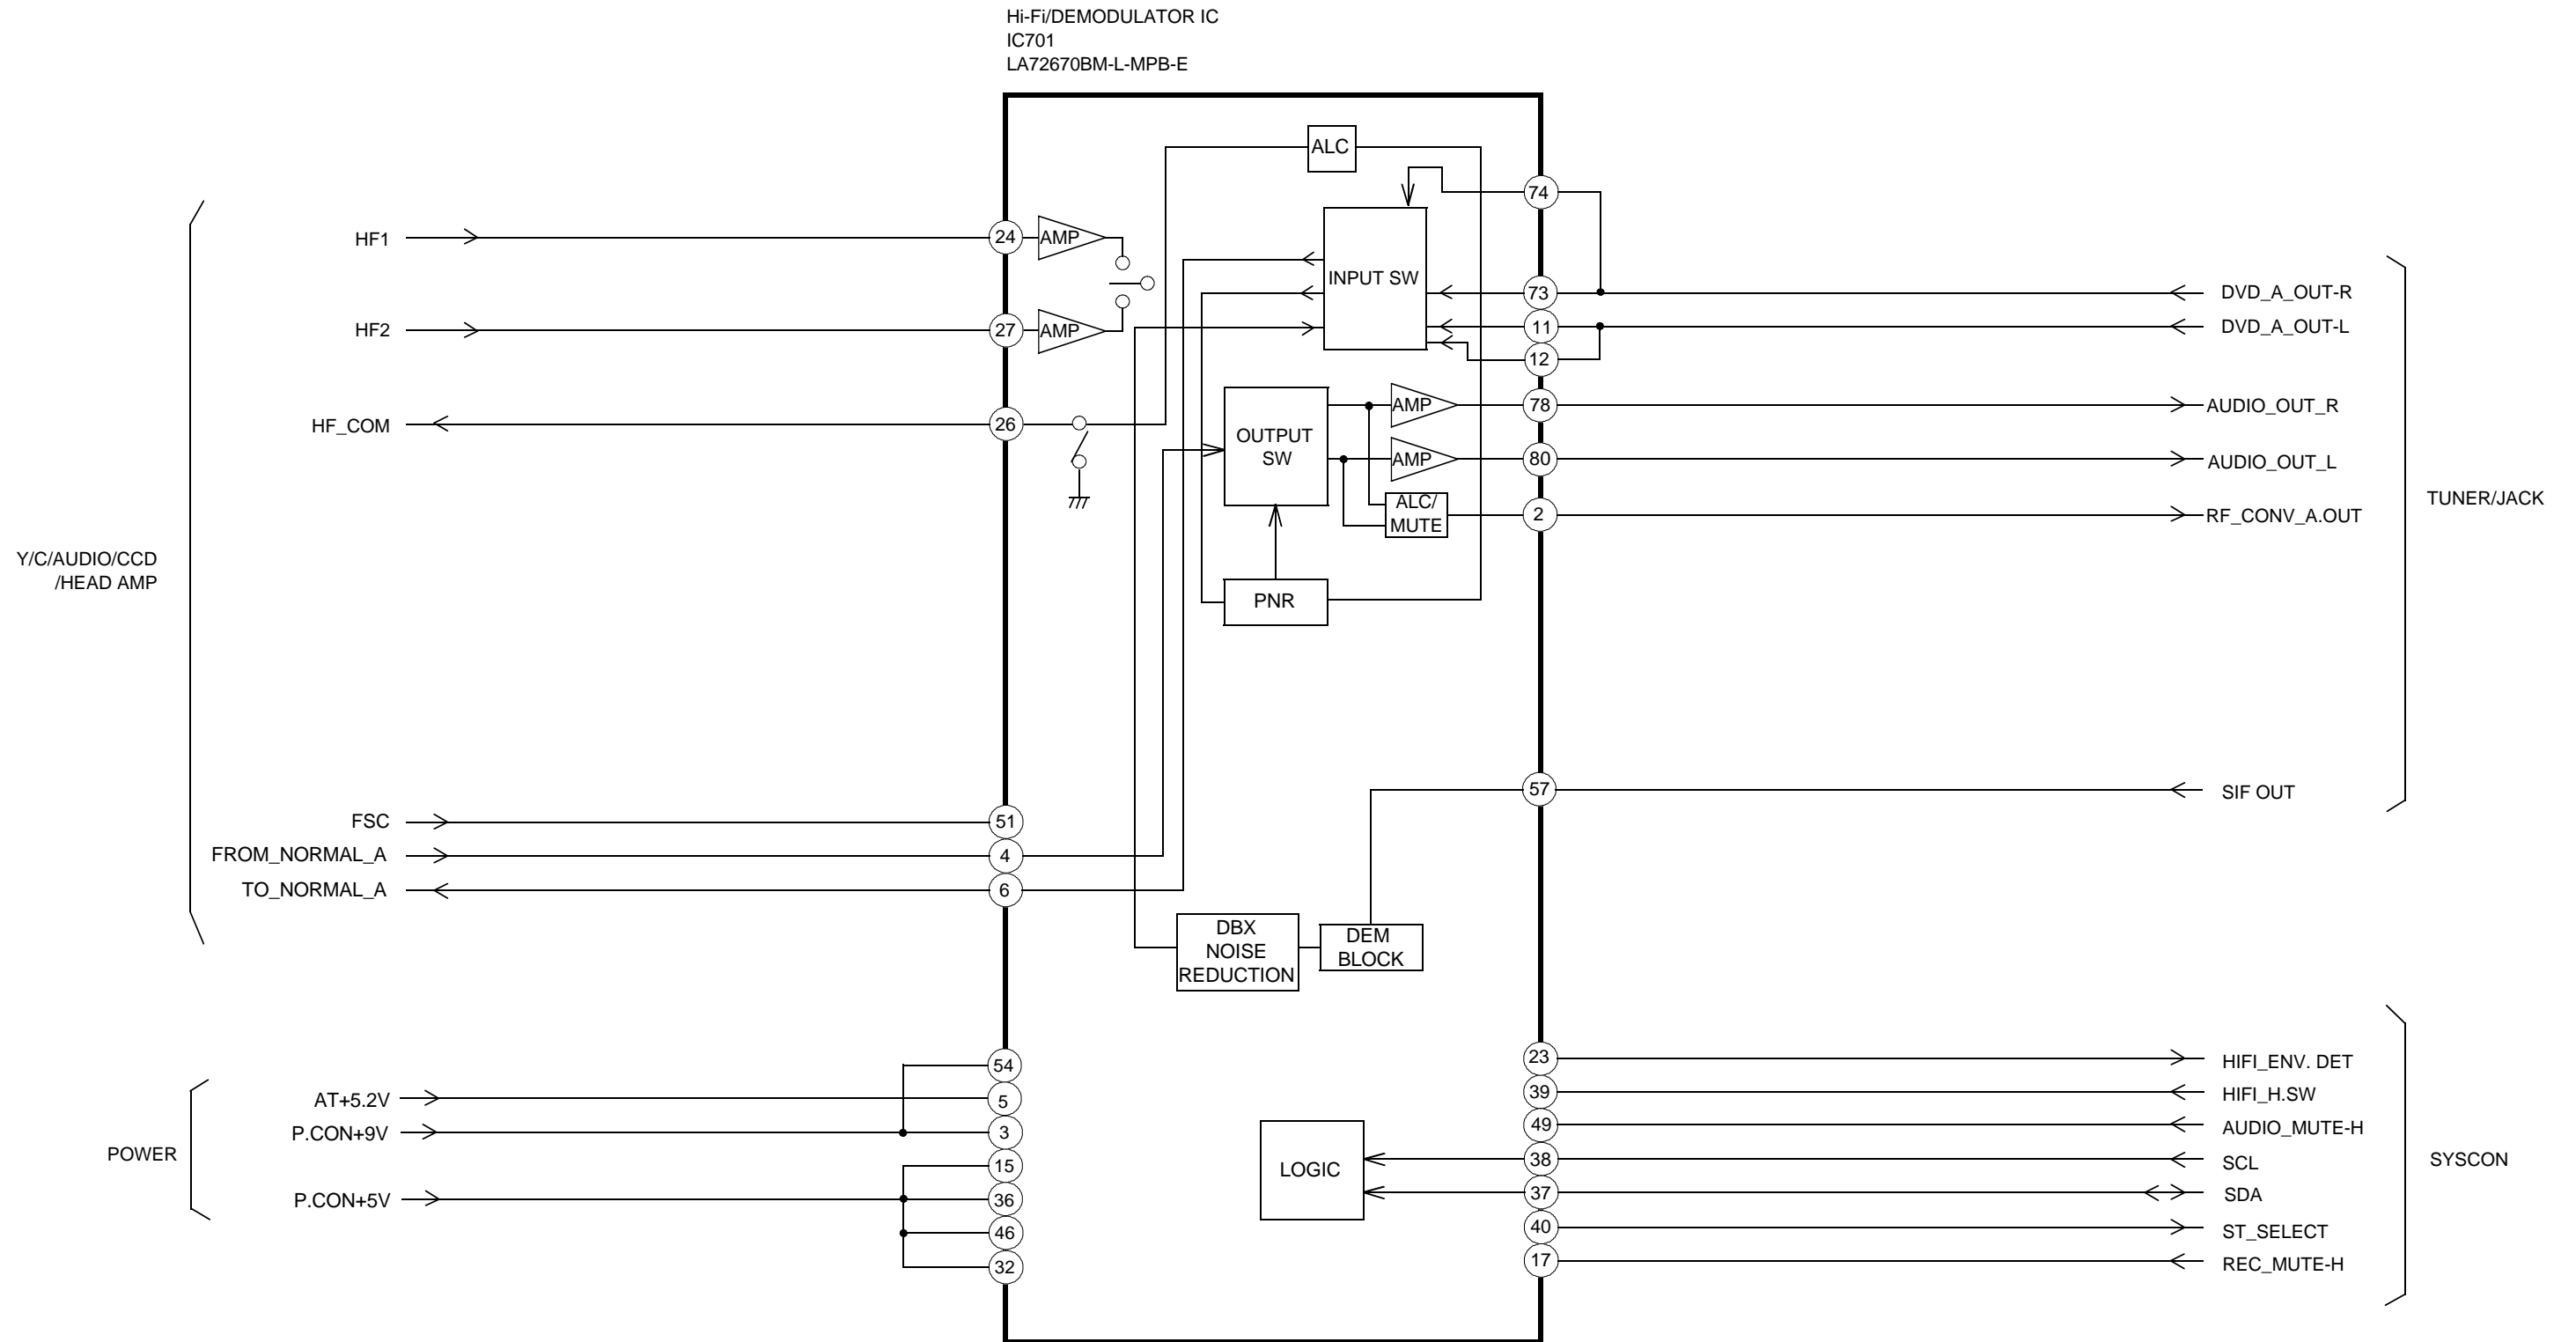 Hi-Fi/DEMODULATOR IC
IC701
LA72670BM-L-MPB-E
ALC
74
HF1
24
AMP
INPUT SW
73
DVD_A_OUT-R
HF2
27
AMP
11
DVD_A_OUT-L
12
HF_COM
26
OUTPUT
SW
AMP
78
AUDIO_OUT_R
AMP
80
AUDIO_OUT_L
ALC/
MUTE
2
RF_CONV_A.OUT
TUNER/JACK
Y/C/AUDIO/CCD
/HEAD AMP
PNR
57
SIF OUT
FSC
51
FROM_NORMAL_A
4
TO_NORMAL_A
6
DBX
NOISE
REDUCTION
DEM
BLOCK
POWER
54
AT+5.2V
5
P.CON+9V
3
15
P.CON+5V
36
46
32
LOGIC
23
HIFI_ENV. DET
39
HIFI_H.SW
49
AUDIO_MUTE-H
38
SCL
37
SDA
40
ST_SELECT
17
REC_MUTE-H
SYSCON